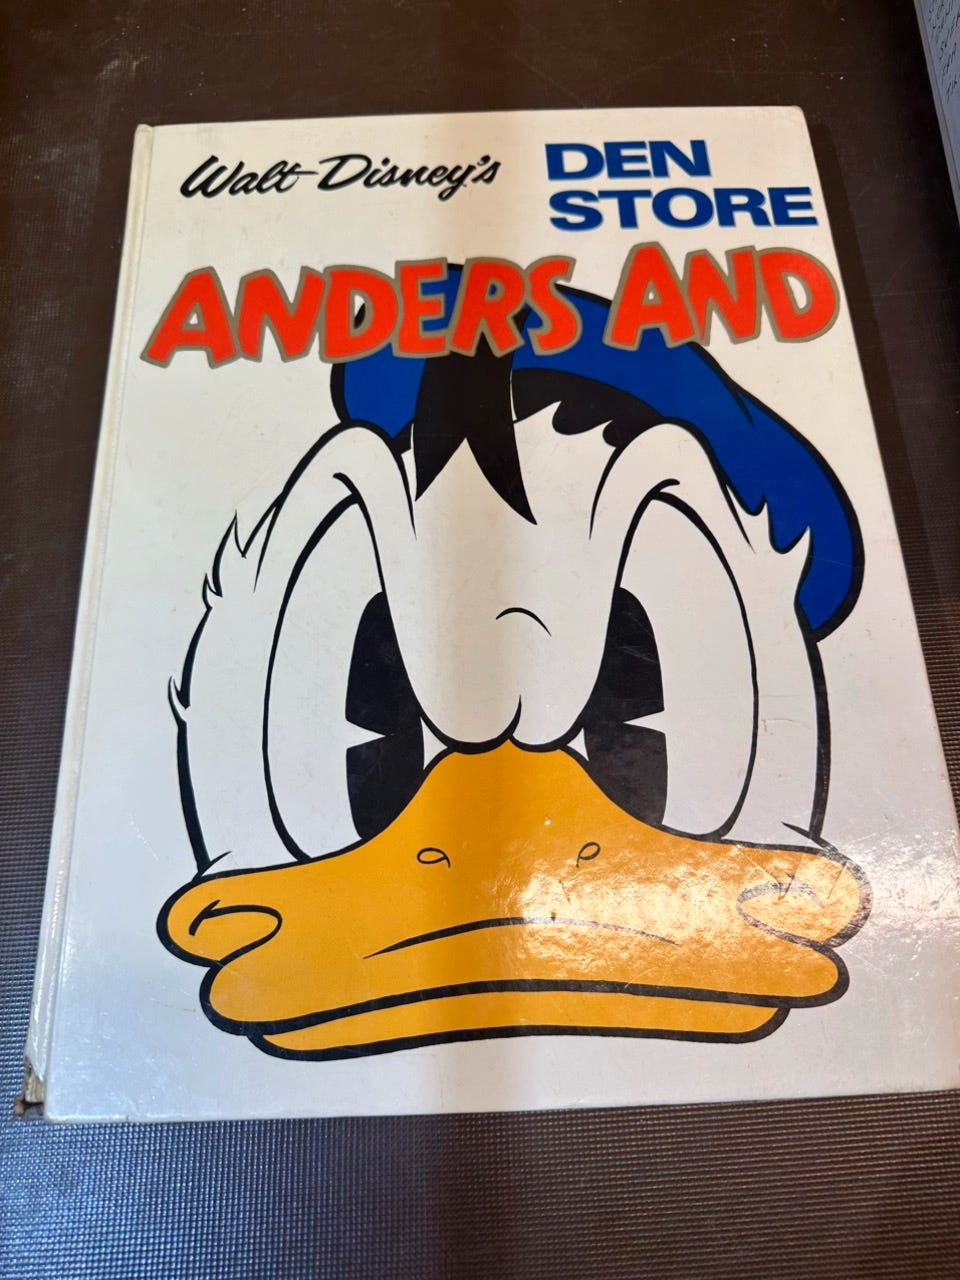 Walt Disney's
DEN
STORE
ANDERS AND